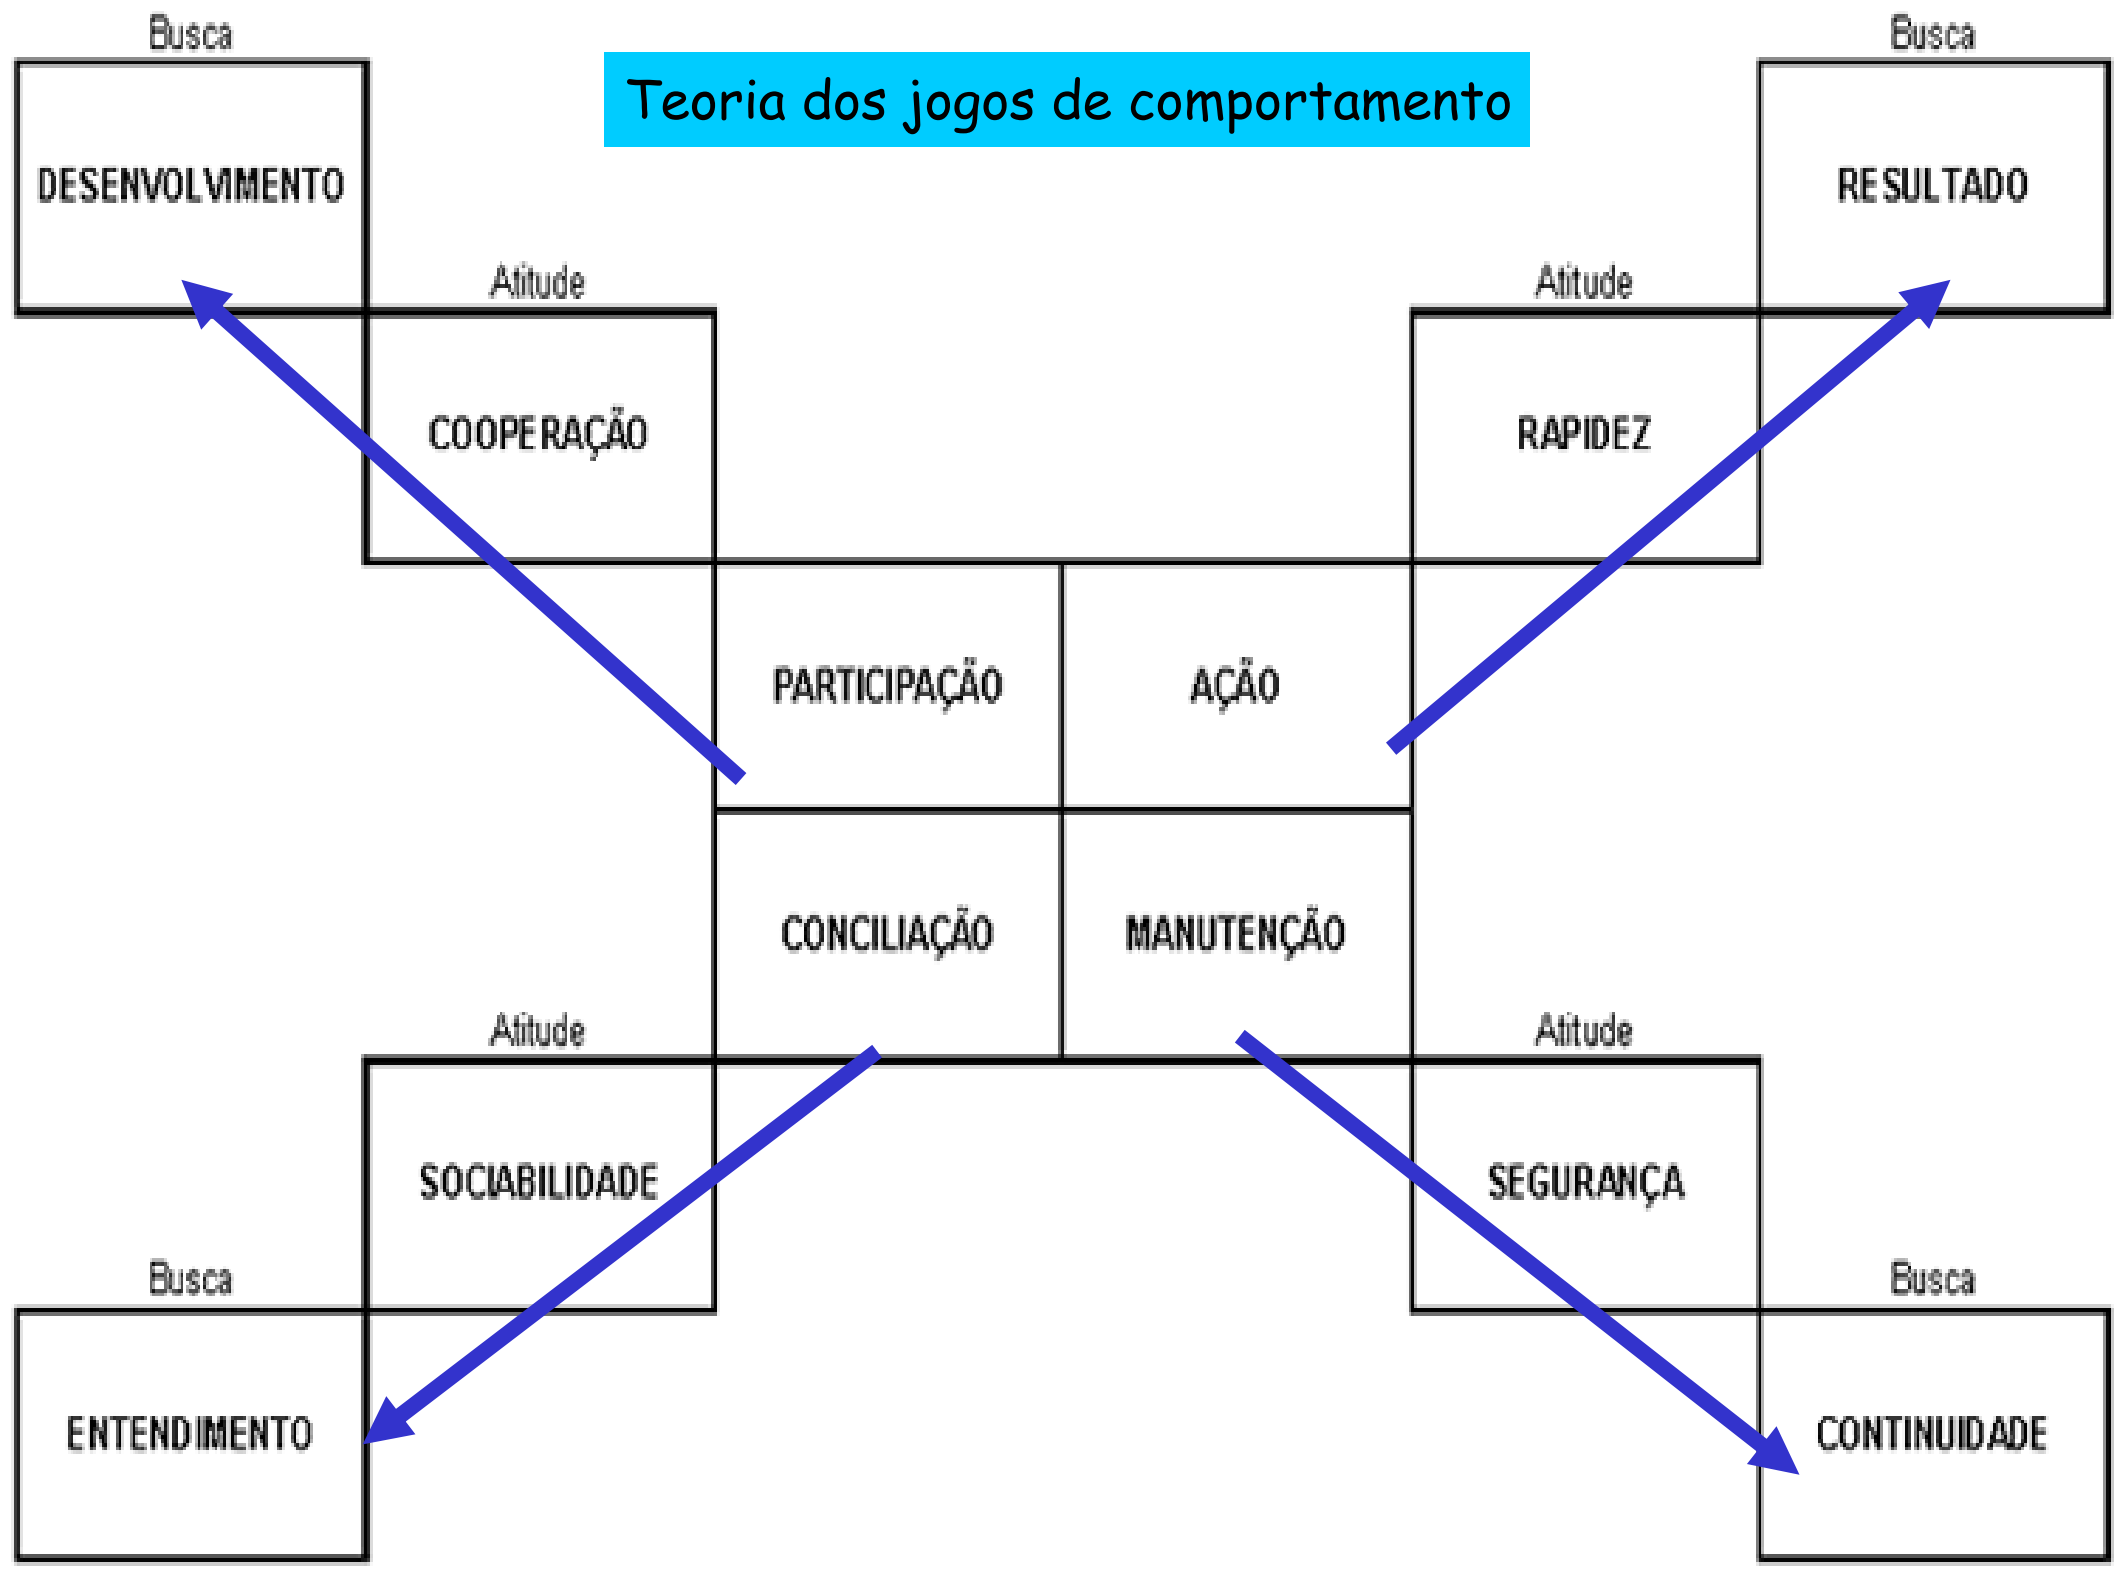 Busca
Busca
Teoria dos jogos de comportamento
DESENVOLVIMENTO
RESULTADO
Atitude
Atitude
COOPERAÇÃO
RAPIDEZ
PARTICIPAÇÃO
AÇÃO
CONCILIAÇÃO
MANUTENÇÃO
Atitude
Atitude
SOCIABILIDADE
SEGURANÇA
Busca
Busca
ENTENDIMENTO
CONTINUIDADE